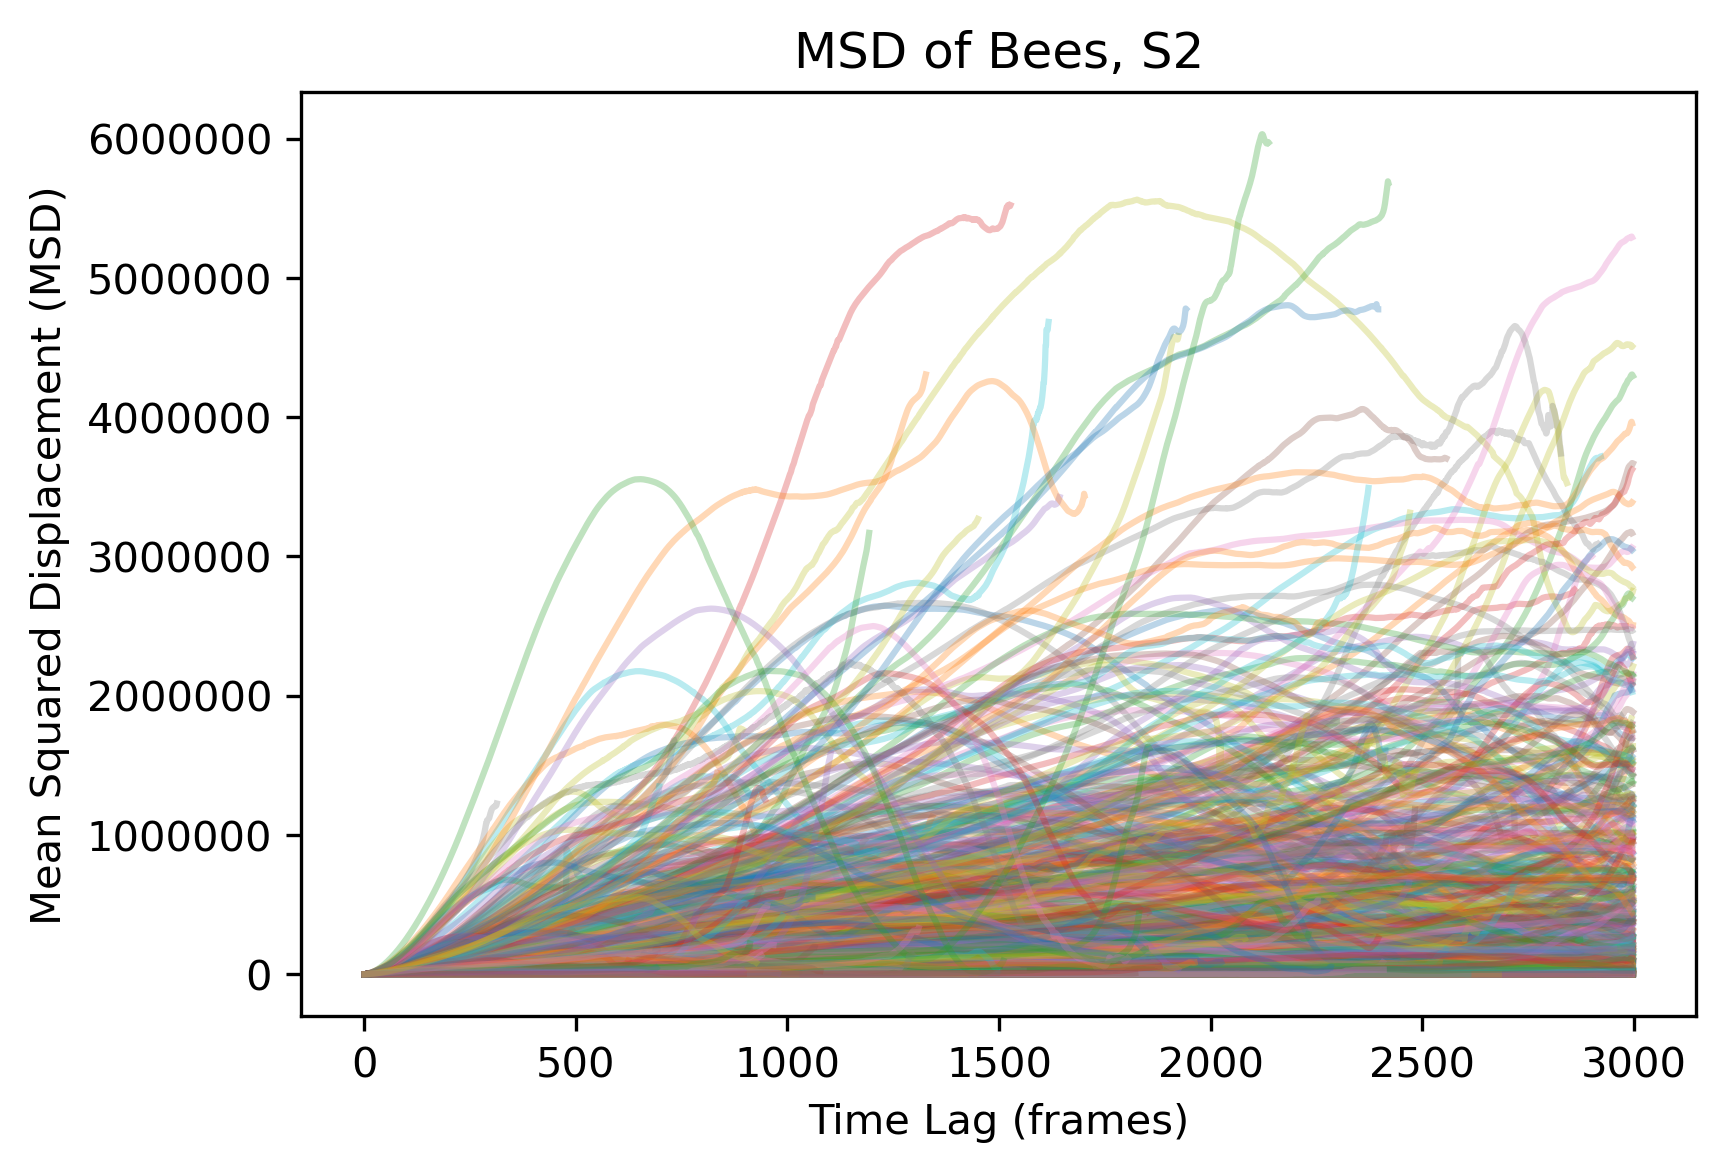 MSD of Bees, S2
Mean Squared Displacement (MSD)
6000000
5000000
4000000
3000000
2000000
1000000
0
0 500 1000 1500 2000 2500 3000
Time Lag (frames)